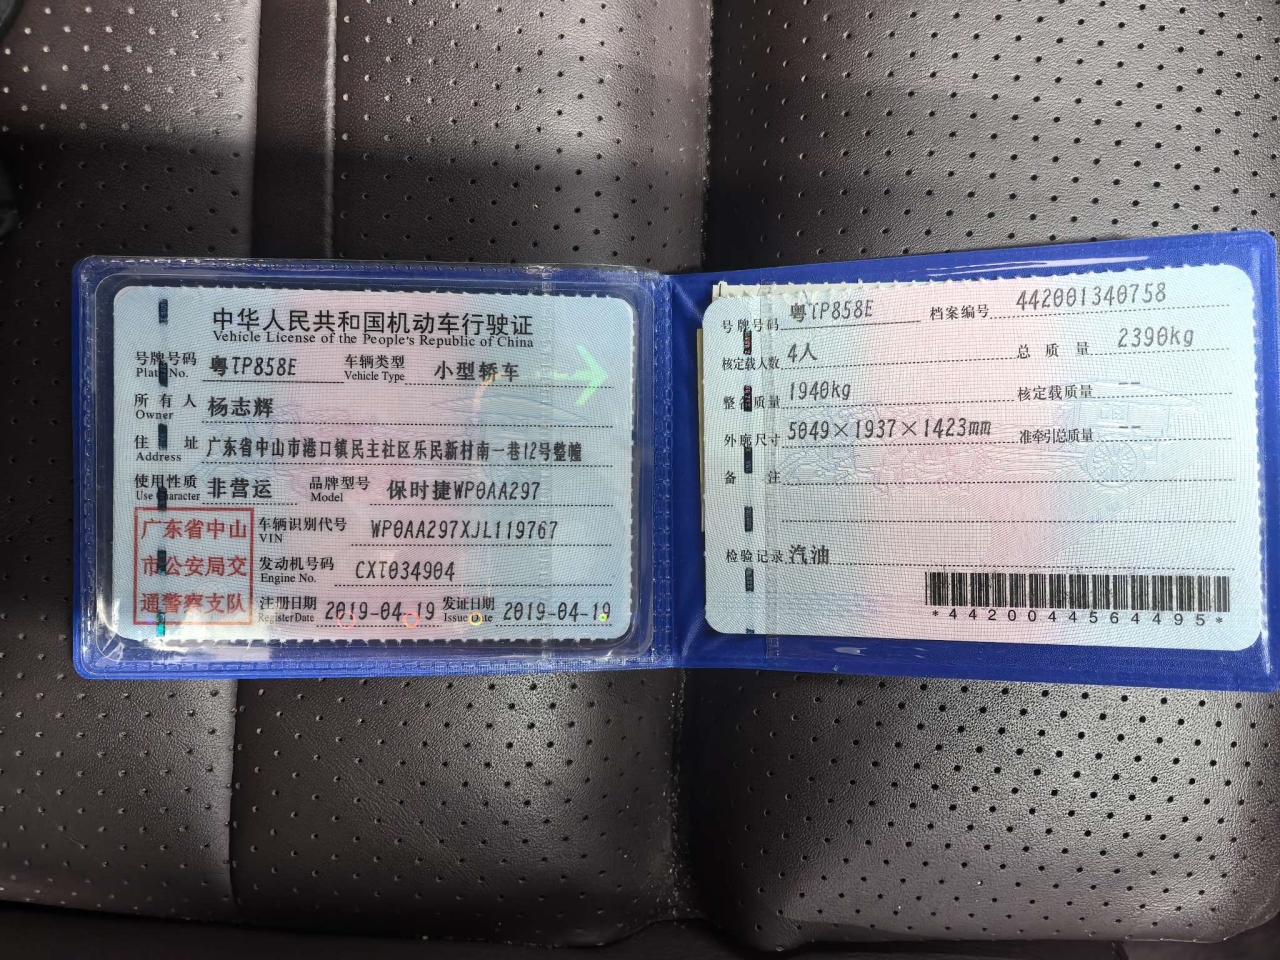 中华人民共和国机动车行驶证
Vehicle License of the People's Republic of China
号牌号码 粤TP858E 车辆类型 小型轿车
Plate No. Vehicle Type
所有人 杨志辉
Owner
住址 广东省中山市港口镇民主社区乐民新村南一巷12号整幢
Address
使用性质 非营运 品牌型号 保时捷WP0AA297
Use Character Model
广东省中山
市公安局交
通警察支队
车辆识别代号 WP0AA297XJL119767
VIN
发动机号码 CXT034904
Engine No.
注册日期 2019-04-19 发证日期 2019-04-19
Register Date Issue Date
号牌号码 粤TP858E 档案编号 442001340758
核定载人数 4人 总质量 2390kg
整备质量 1940kg 核定载质量 --
外廓尺寸 5049×1937×1423mm 准牵引总质量 --
备注
检验记录 汽油
*4420044564495*